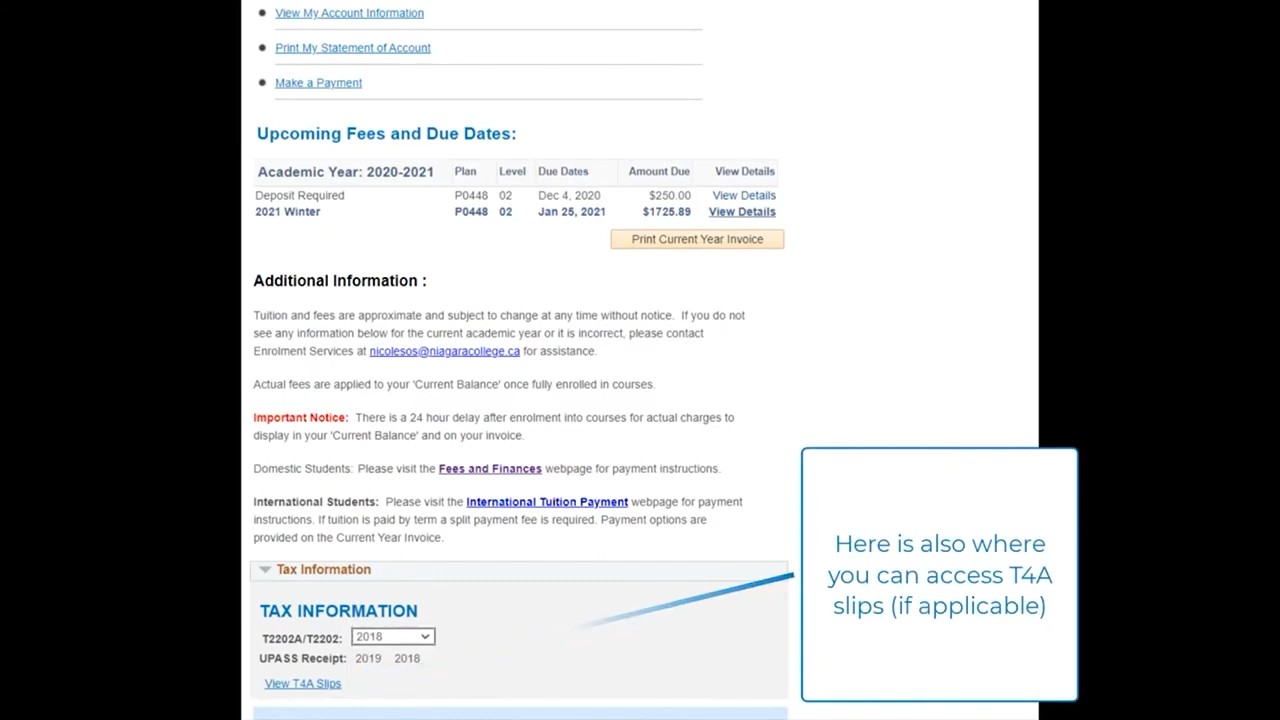 View My Account Information
Print My Statement of Account
Make a Payment
Upcoming Fees and Due Dates:
Academic Year: 2020-2021 Plan Level Due Dates Amount Due View Details
Deposit Required P0448 02 Dec 4, 2020 $250.00 View Details
2021 Winter P0448 02 Jan 25, 2021 $1725.89 View Details
Print Current Year Invoice
Additional Information :
Tuition and fees are approximate and subject to change at any time without notice. If you do not
see any information below for the current academic year or it is incorrect, please contact
Enrolment Services at nicolesos@niagaracollege.ca for assistance.
Actual fees are applied to your 'Current Balance' once fully enrolled in courses.
Important Notice: There is a 24 hour delay after enrolment into courses for actual charges to
display in your 'Current Balance' and on your invoice.
Domestic Students: Please visit the Fees and Finances webpage for payment instructions.
International Students: Please visit the International Tuition Payment webpage for payment
instructions. If tuition is paid by term a split payment fee is required. Payment options are
provided on the Current Year Invoice.
Tax Information
TAX INFORMATION
T2202A/T2202: 2018
UPASS Receipt: 2019 2018
View T4A Slips
Here is also where
you can access T4A
slips (if applicable)